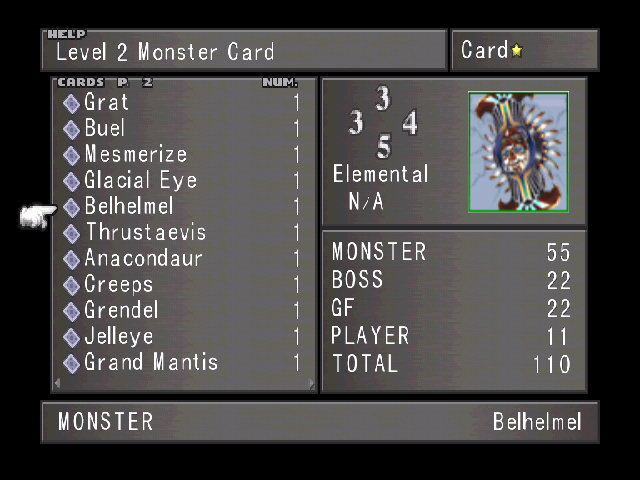 HELP
Level 2 Monster Card
Card
CARDS P. 2 NUM.
Grat 1
Buel 1
Mesmerize 1
Glacial Eye 1
Belhelmel 1
Thrustaevis 1
Anacondaur 1
Creeps 1
Grendel 1
Jelleye 1
Grand Mantis 1
3
3 4
5
Elemental
N/A
MONSTER 55
BOSS 22
GF 22
PLAYER 11
TOTAL 110
MONSTER Belhelmel